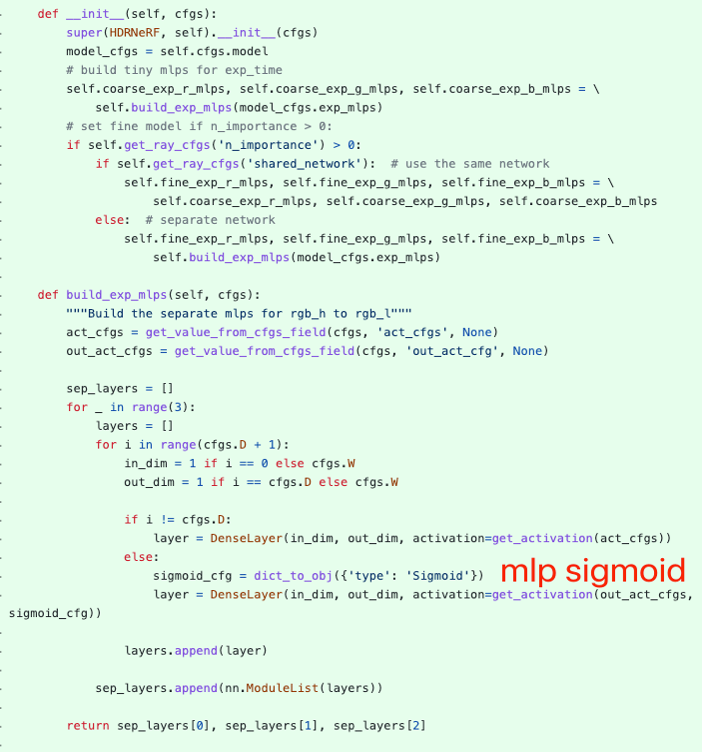 def __init__(self, cfgs):
super(HDRNeRF, self).__init__(cfgs)
model_cfgs = self.cfgs.model
# build tiny mlps for exp_time
self.coarse_exp_r_mlps, self.coarse_exp_g_mlps, self.coarse_exp_b_mlps = \
self.build_exp_mlps(model_cfgs.exp_mlps)
# set fine model if n_importance > 0:
if self.get_ray_cfgs('n_importance') > 0:
if self.get_ray_cfgs('shared_network'):  # use the same network
self.fine_exp_r_mlps, self.fine_exp_g_mlps, self.fine_exp_b_mlps = \
self.coarse_exp_r_mlps, self.coarse_exp_g_mlps, self.coarse_exp_b_mlps
else:  # separate network
self.fine_exp_r_mlps, self.fine_exp_g_mlps, self.fine_exp_b_mlps = \
self.build_exp_mlps(model_cfgs.exp_mlps)
def build_exp_mlps(self, cfgs):
"""Build the separate mlps for rgb_h to rgb_l"""
act_cfgs = get_value_from_cfgs_field(cfgs, 'act_cfgs', None)
out_act_cfgs = get_value_from_cfgs_field(cfgs, 'out_act_cfg', None)
sep_layers = []
for _ in range(3):
layers = []
for i in range(cfgs.D + 1):
in_dim = 1 if i == 0 else cfgs.W
out_dim = 1 if i == cfgs.D else cfgs.W
if i != cfgs.D:
layer = DenseLayer(in_dim, out_dim, activation=get_activation(act_cfgs))
else:
sigmoid_cfg = dict_to_obj({'type': 'Sigmoid'}) mlp sigmoid
layer = DenseLayer(in_dim, out_dim, activation=get_activation(out_act_cfgs,
sigmoid_cfg))
layers.append(layer)
sep_layers.append(nn.ModuleList(layers))
return sep_layers[0], sep_layers[1], sep_layers[2]